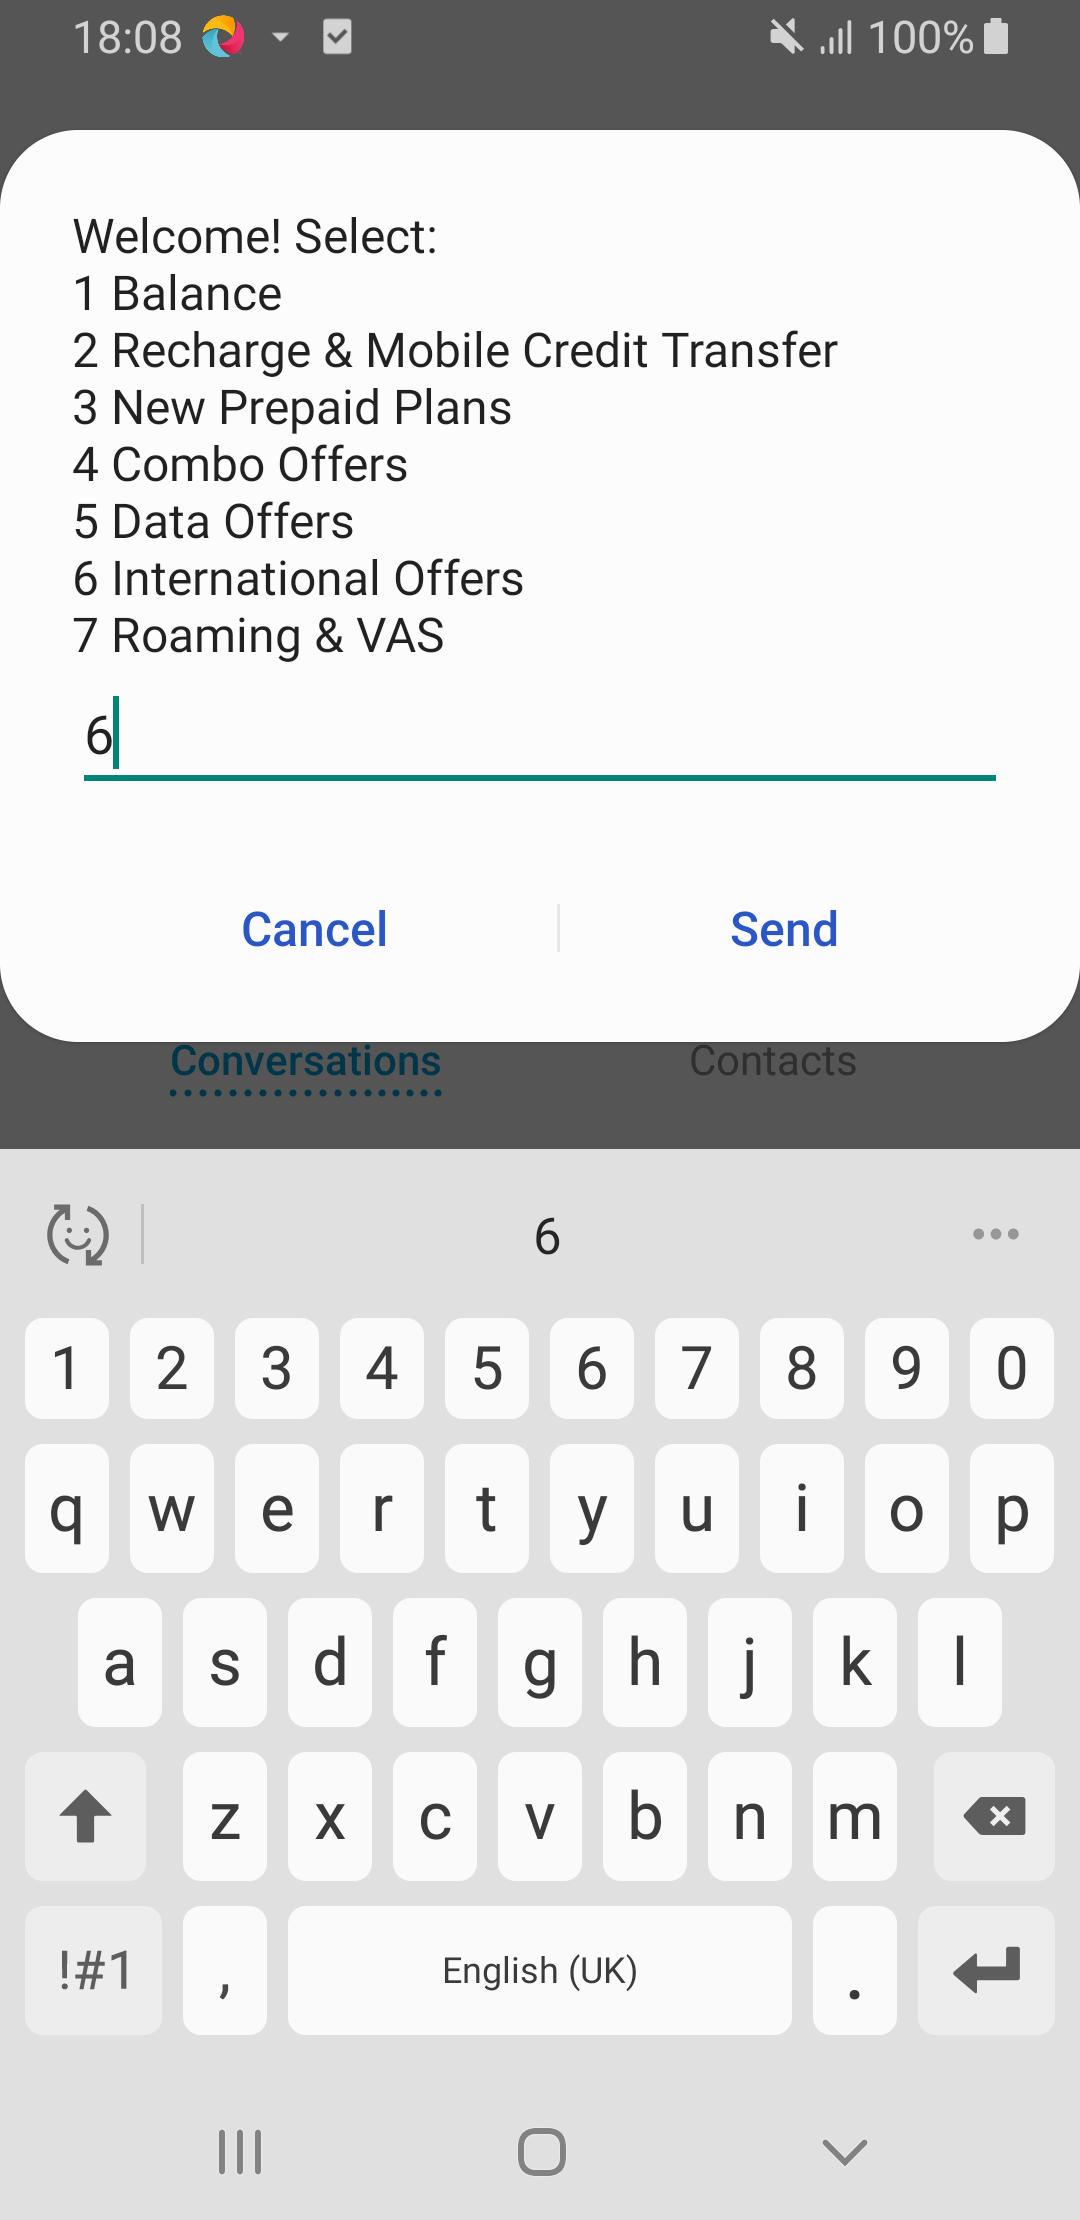 18:08
100%
Welcome! Select:
1 Balance
2 Recharge & Mobile Credit Transfer
3 New Prepaid Plans
4 Combo Offers
5 Data Offers
6 International Offers
7 Roaming & VAS
6
Cancel Send
Conversations Contacts
6
1 2 3 4 5 6 7 8 9 0
q w e r t y u i o p
a s d f g h j k l
z x c v b n m
!#1 , English (UK) .